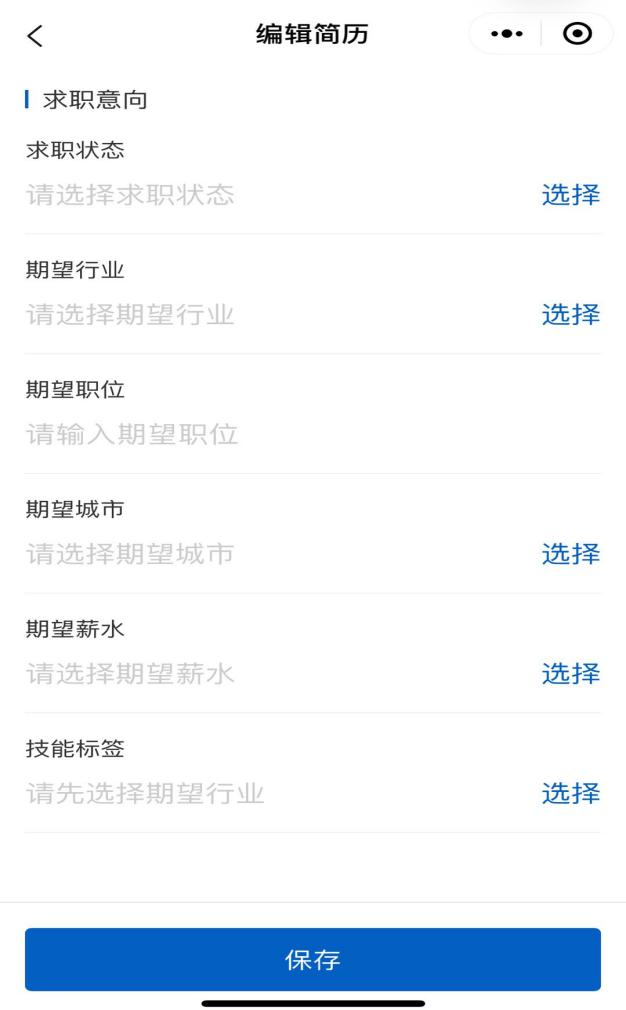 编辑简历
求职意向
求职状态
请选择求职状态 选择
期望行业
请选择期望行业 选择
期望职位
请输入期望职位
期望城市
请选择期望城市 选择
期望薪水
请选择期望薪水 选择
技能标签
请先选择期望行业 选择
保存